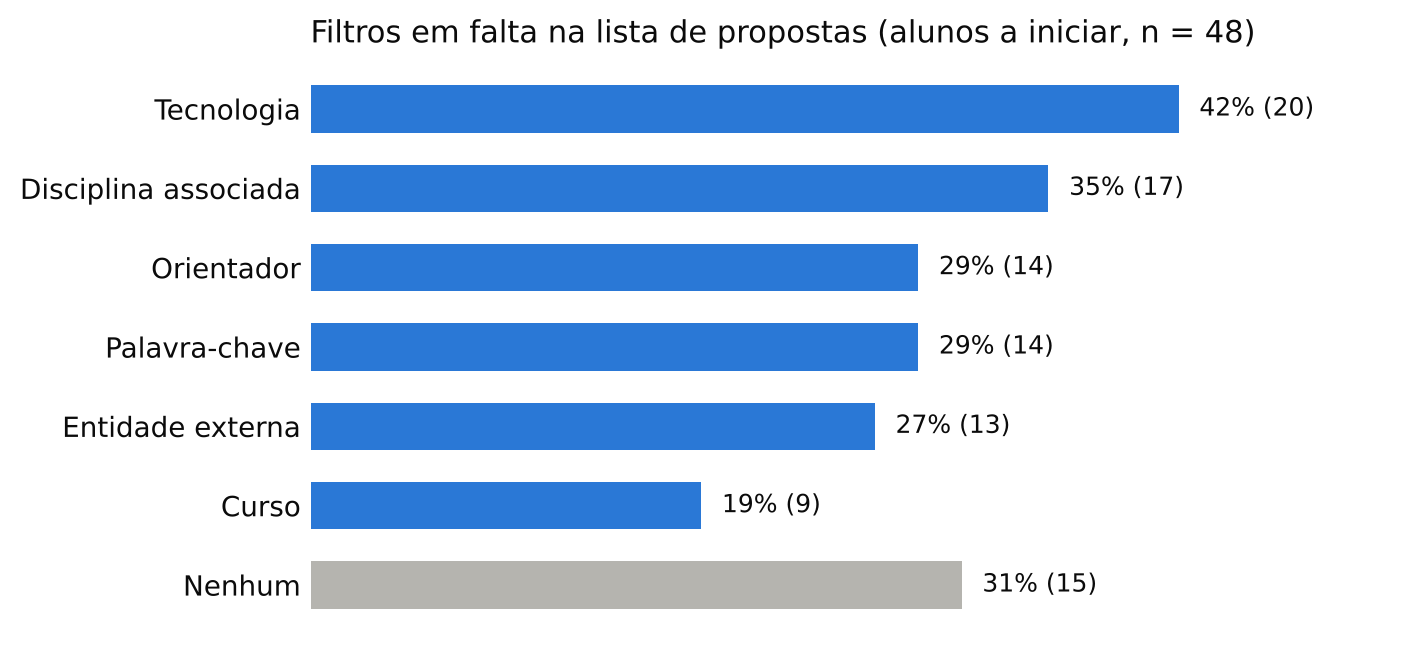 Filtros em falta na lista de propostas (alunos a iniciar, n = 48)
Tecnologia 42% (20)
Disciplina associada 35% (17)
Orientador 29% (14)
Palavra-chave 29% (14)
Entidade externa 27% (13)
Curso 19% (9)
Nenhum 31% (15)